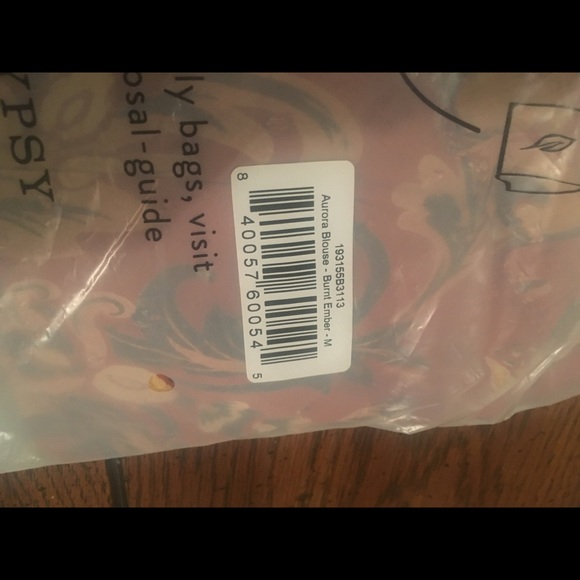 ly bags, visit
osal-guide
YPSY
193155B3113
Aurora Blouse - Burnt Ember - M
8 40057 60054 5